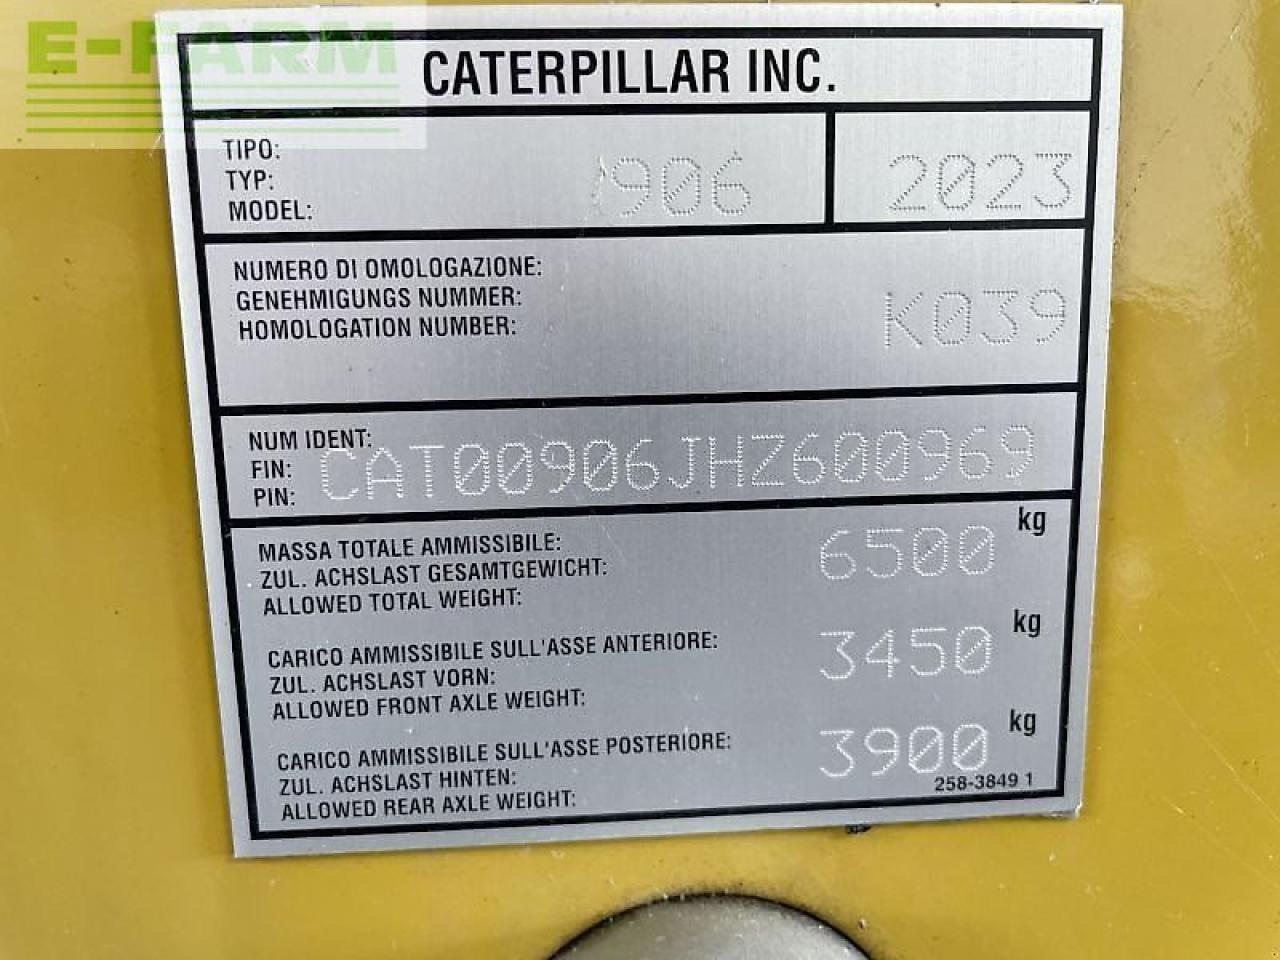 E-FARM
CATERPILLAR INC.
TIPO:
TYP:
MODEL:
906
2023
NUMERO DI OMOLOGAZIONE:
GENEHMIGUNGS NUMMER:
HOMOLOGATION NUMBER:
K039
NUM IDENT:
FIN:
PIN:
CAT00906JHZ600969
MASSA TOTALE AMMISSIBILE:
ZUL. ACHSLAST GESAMTGEWICHT:
ALLOWED TOTAL WEIGHT:
6500 kg
CARICO AMMISSIBILE SULL'ASSE ANTERIORE:
ZUL. ACHSLAST VORN:
ALLOWED FRONT AXLE WEIGHT:
3450 kg
CARICO AMMISSIBILE SULL'ASSE POSTERIORE:
ZUL. ACHSLAST HINTEN:
ALLOWED REAR AXLE WEIGHT:
3900 kg
258-3849 1